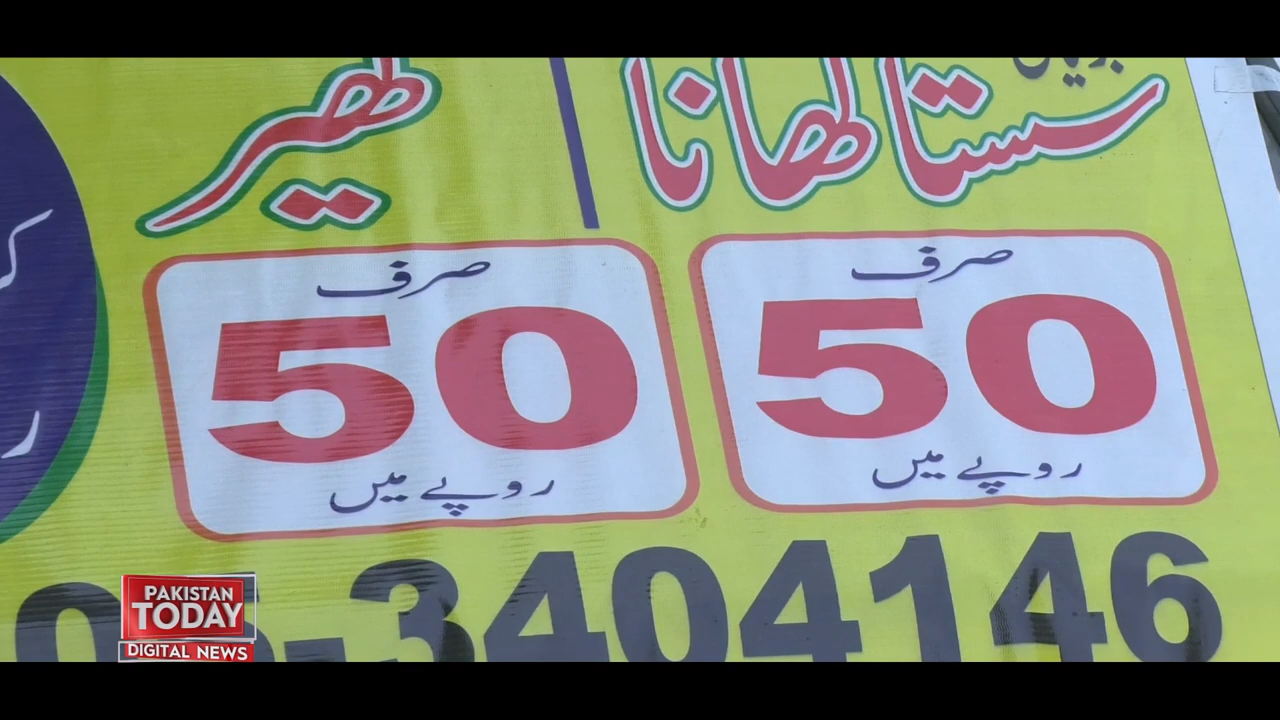 سستا کھانا
صرف
50
روپے میں
کھیر
صرف
50
روپے میں
-3404146
PAKISTAN
TODAY
DIGITAL NEWS